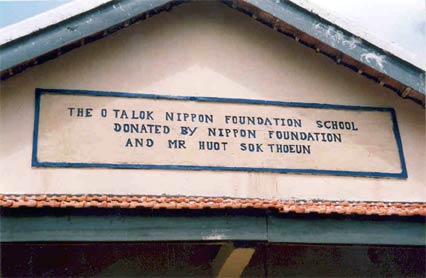 THE O TALOK NIPPON FOUNDATION SCHOOL
DONATED BY NIPPON FOUNDATION
AND MR HUOT SOK THOEUN